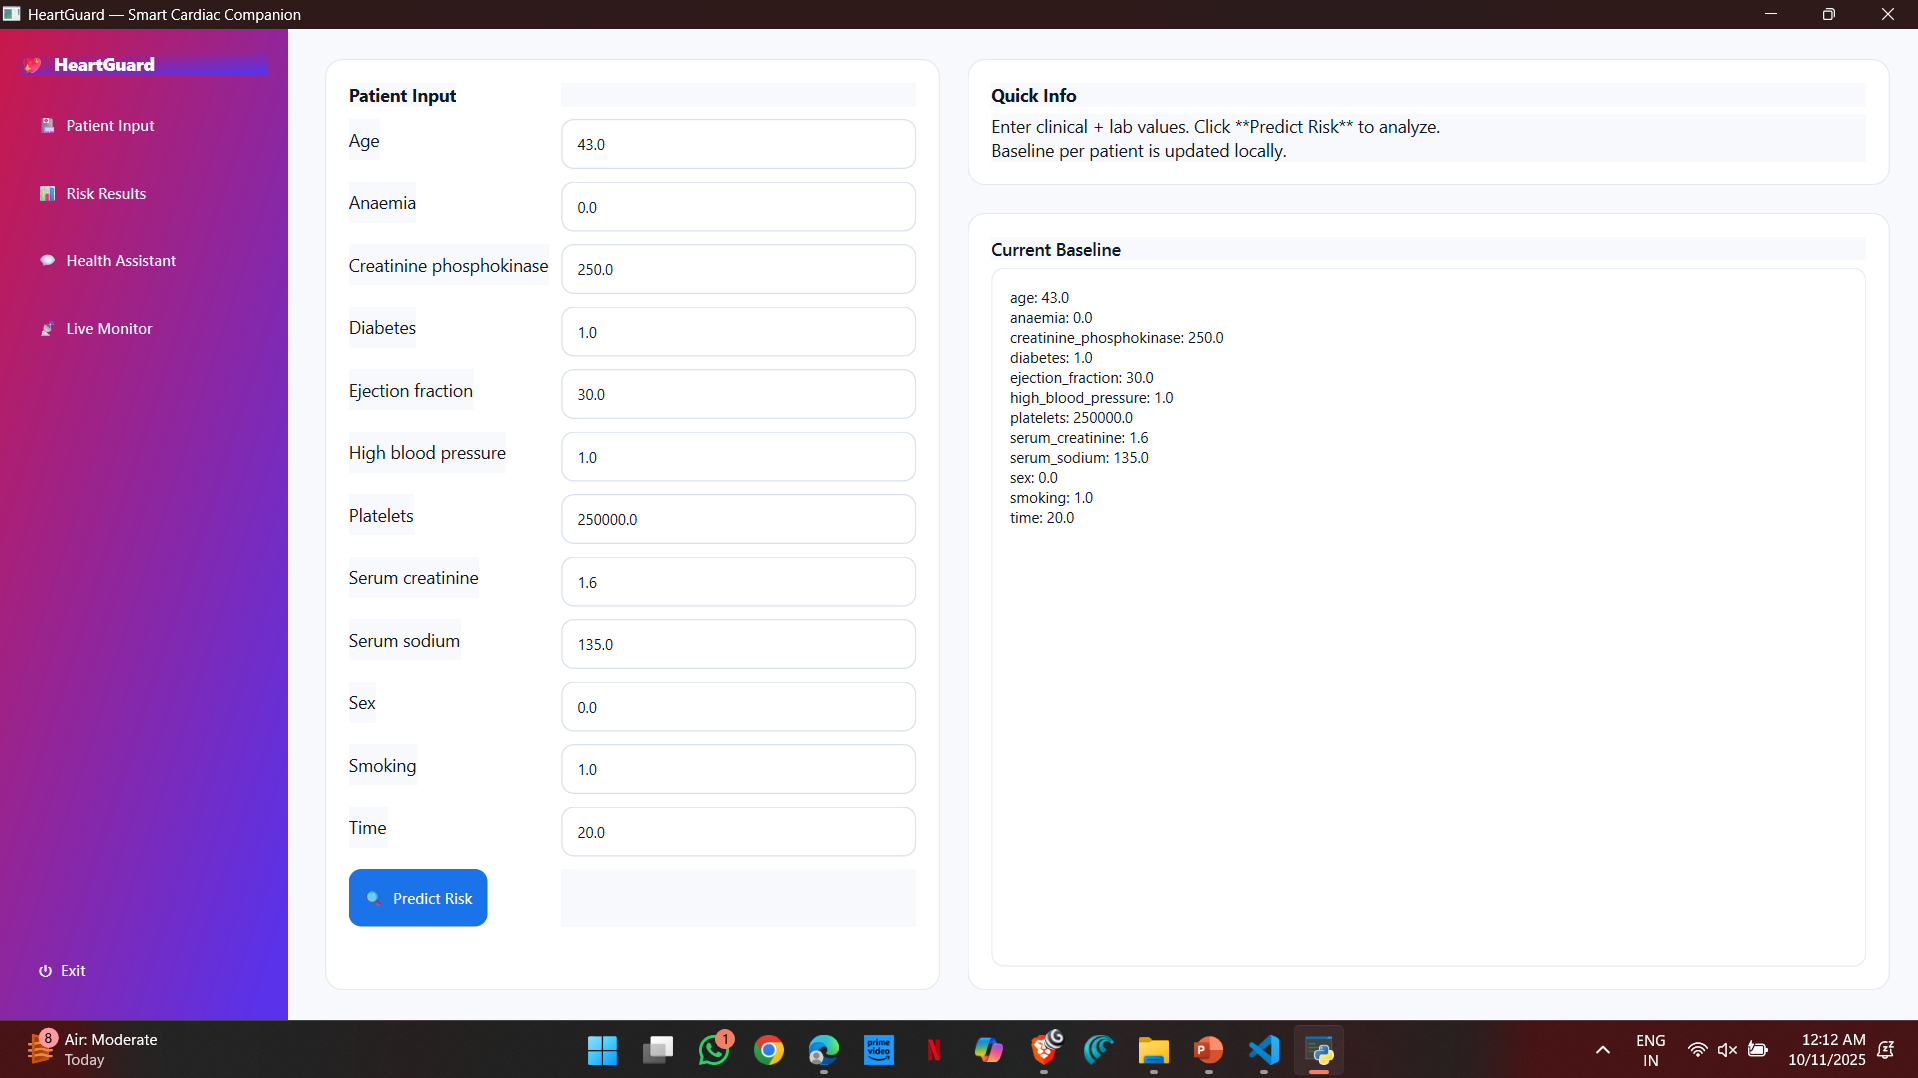 HeartGuard — Smart Cardiac Companion
HeartGuard
Patient Input
Risk Results
Health Assistant
Live Monitor
Exit
Patient Input
Age
43.0
Anaemia
0.0
Creatinine phosphokinase
250.0
Diabetes
1.0
Ejection fraction
30.0
High blood pressure
1.0
Platelets
250000.0
Serum creatinine
1.6
Serum sodium
135.0
Sex
0.0
Smoking
1.0
Time
20.0
Predict Risk
Quick Info
Enter clinical + lab values. Click **Predict Risk** to analyze.
Baseline per patient is updated locally.
Current Baseline
age: 43.0
anaemia: 0.0
creatinine_phosphokinase: 250.0
diabetes: 1.0
ejection_fraction: 30.0
high_blood_pressure: 1.0
platelets: 250000.0
serum_creatinine: 1.6
serum_sodium: 135.0
sex: 0.0
smoking: 1.0
time: 20.0
8
Air: Moderate
Today
1
prime video
N
P
ENG
IN
12:12 AM
10/11/2025